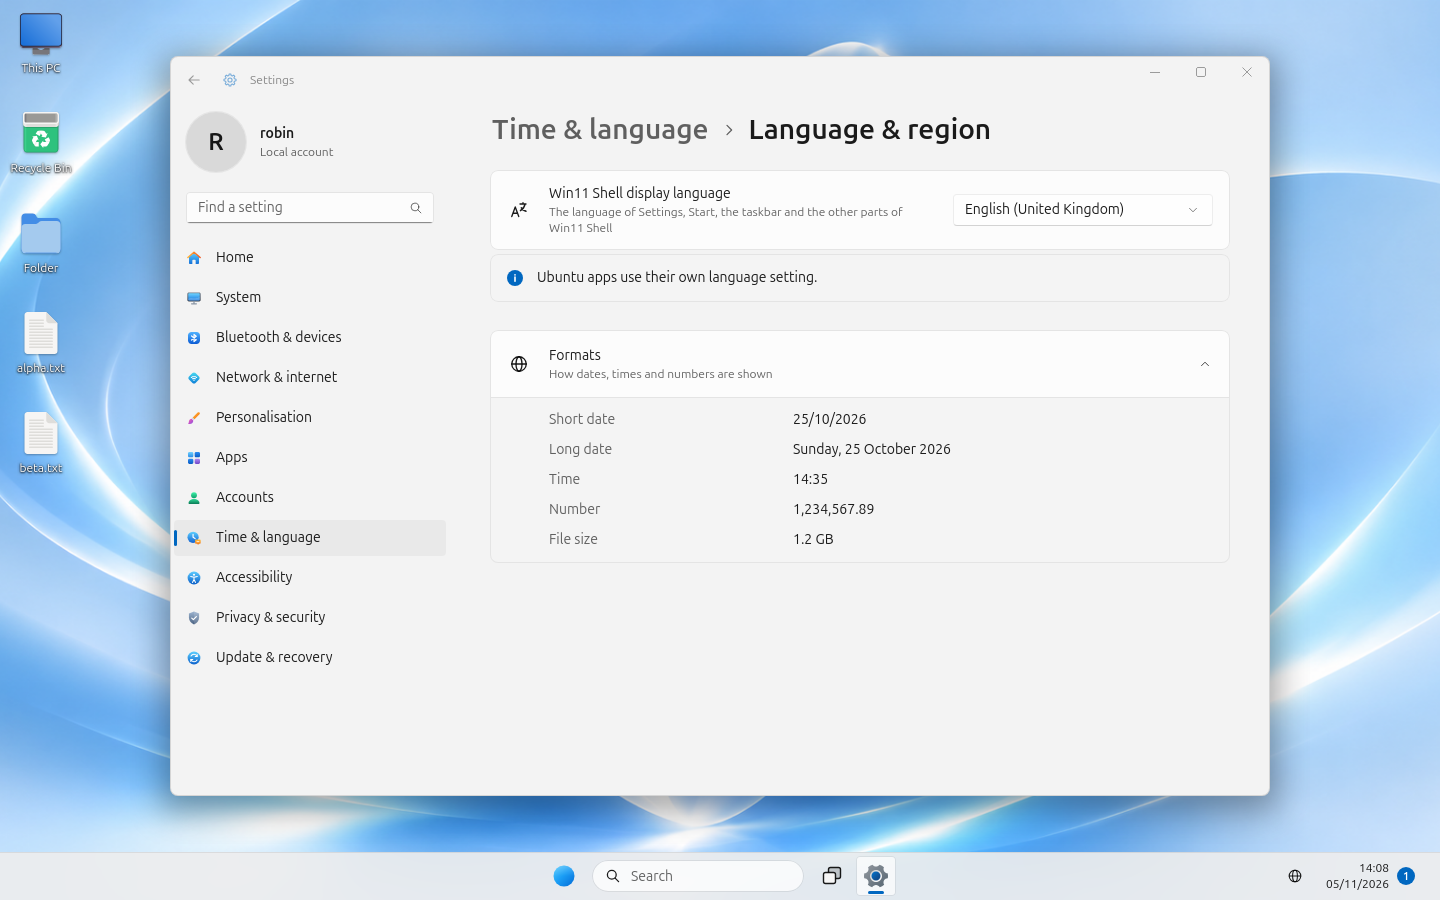 This PC
Recycle Bin
Folder
alpha.txt
beta.txt
Settings
R
robin
Local account
Find a setting
Home
System
Bluetooth & devices
Network & internet
Personalisation
Apps
Accounts
Time & language
Accessibility
Privacy & security
Update & recovery
Time & language > Language & region
Win11 Shell display language
The language of Settings, Start, the taskbar and the other parts of
Win11 Shell
English (United Kingdom)
Ubuntu apps use their own language setting.
Formats
How dates, times and numbers are shown
Short date 25/10/2026
Long date Sunday, 25 October 2026
Time 14:35
Number 1,234,567.89
File size 1.2 GB
Search
14:08
05/11/2026
1